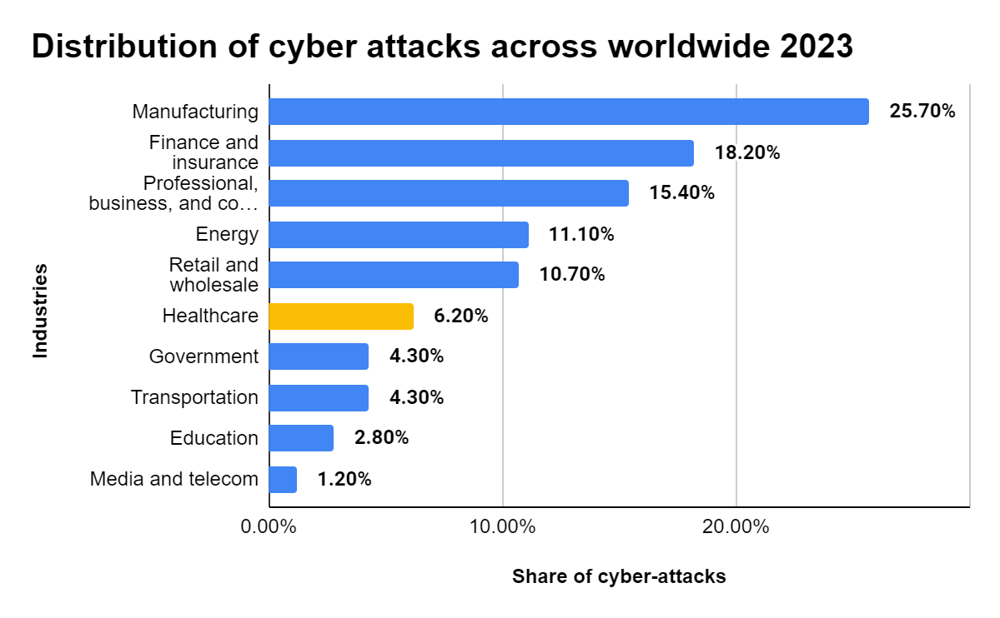 Distribution of cyber attacks across worldwide 2023
Industries
Manufacturing
25.70%
Finance and
insurance
18.20%
Professional,
business, and co…
15.40%
Energy
11.10%
Retail and
wholesale
10.70%
Healthcare
6.20%
Government
4.30%
Transportation
4.30%
Education
2.80%
Media and telecom
1.20%
0.00%
10.00%
20.00%
Share of cyber-attacks